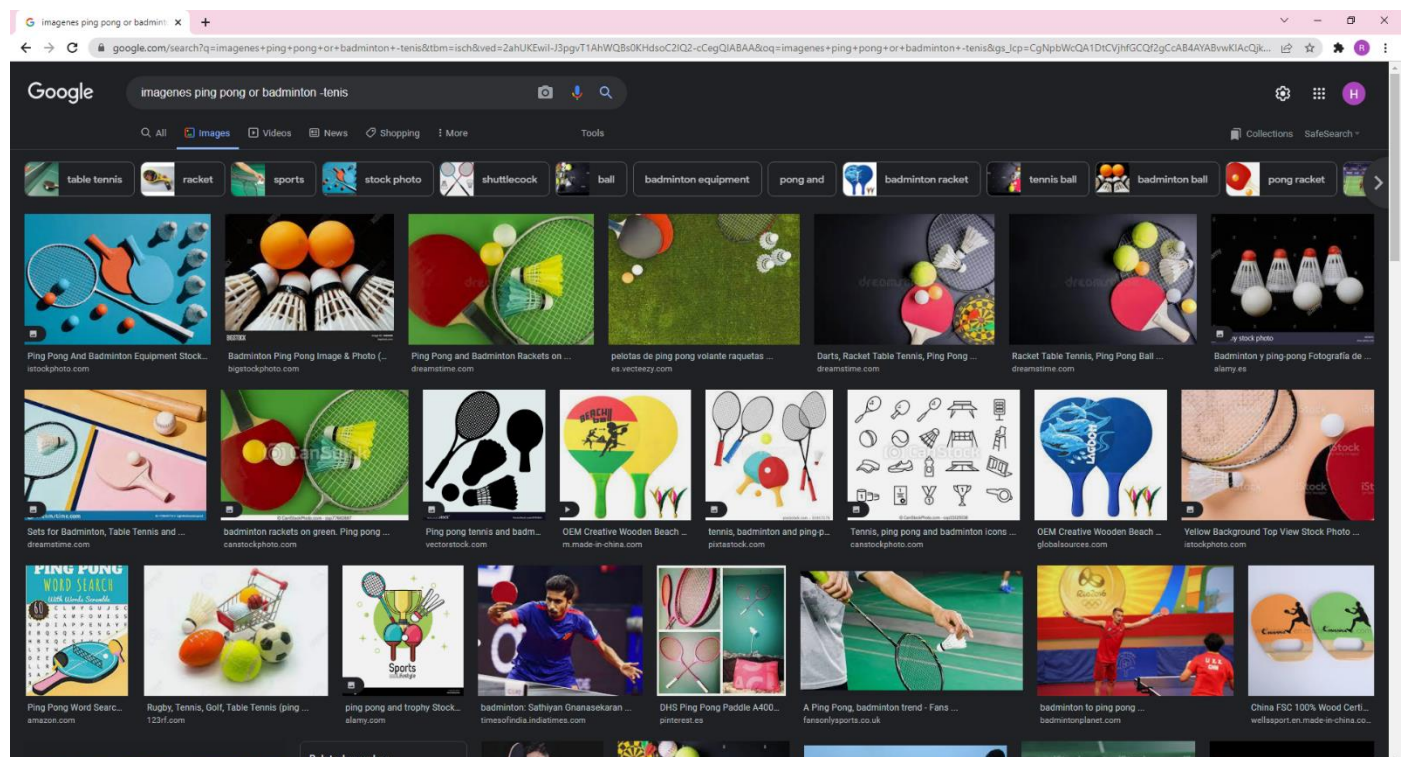 imagenes ping pong or badmint
google.com/search?q=imagenes+ping+pong+or+badminton+-tenis&tbm=isch&ved=2ahUKEwiI-J3pgvT1AhWQBs0KHdsoC2IQ2-cCegQIABAA&oq=imagenes+ping+pong+or+badminton+-tenis&gs_lcp=CgNpbWcQA1DtCVjhfGCQf2gCcAB4AYABvwKIAcQjk...
R
Google
imagenes ping pong or badminton -tenis
H
All Images Videos News Shopping More Tools Collections SafeSearch
table tennis racket sports stock photo shuttlecock ball badminton equipment pong and badminton racket tennis ball badminton ball pong racket
BIGSTOCK
dreamstime
stock photo
Ping Pong And Badminton Equipment Stock... Badminton Ping Pong Image & Photo (... Ping Pong and Badminton Rackets on ... pelotas de ping pong volante raquetas ... Darts, Racket Table Tennis, Ping Pong ... Racket Table Tennis, Ping Pong Ball ... Badminton y ping-pong Fotografía de ...
istockphoto.com bigstockphoto.com dreamstime.com es.vecteezy.com dreamstime.com dreamstime.com alamy.es
CanStock
BEACHY
LAGOON
iStock
Sets for Badminton, Table Tennis and ... badminton rackets on green. Ping pong ... Ping pong tennis and badm... OEM Creative Wooden Beach ... tennis, badminton and ping-p... Tennis, ping pong and badminton icons ... OEM Creative Wooden Beach ... Yellow Background Top View Stock Photo ...
dreamstime.com canstockphoto.com vectorstock.com m.made-in-china.com pixtastock.com canstockphoto.com globalsources.com istockphoto.com
PING PONG
WORD SEARCH
60
Sports
Ping Pong Word Searc... Rugby, Tennis, Golf, Table Tennis (ping ... ping pong and trophy Stock... badminton: Sathiyan Gnanasekaran ... DHS Ping Pong Paddle A400... A Ping Pong, badminton trend - Fans ... badminton to ping pong ... China FSC 100% Wood Certi...
amazon.com 123rf.com alamy.com timesofindia.indiatimes.com pinterest.es fansonlysports.co.uk badmintonplanet.com wellssport.en.made-in-china.co...